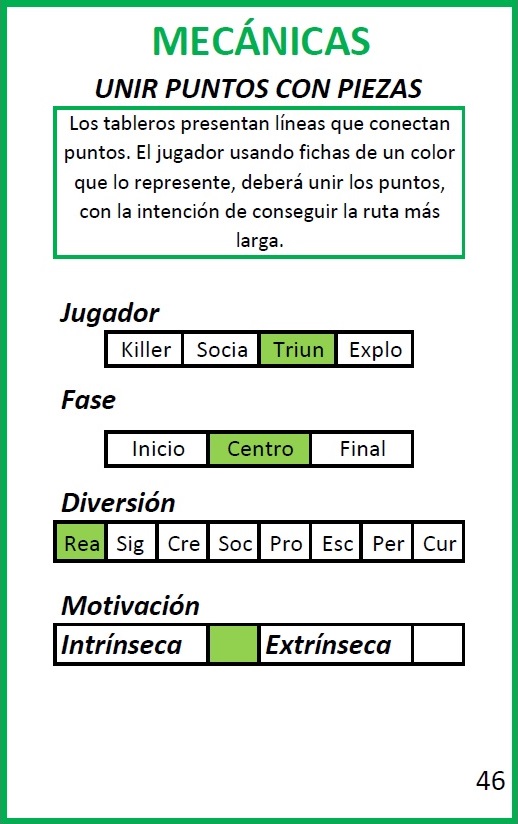 MECÁNICAS
UNIR PUNTOS CON PIEZAS
Los tableros presentan líneas que conectan
puntos. El jugador usando fichas de un color
que lo represente, deberá unir los puntos,
con la intención de conseguir la ruta más
larga.
Jugador
Killer Socia Triun Explo
Fase
Inicio Centro Final
Diversión
Rea Sig Cre Soc Pro Esc Per Cur
Motivación
Intrínseca Extrínseca
46